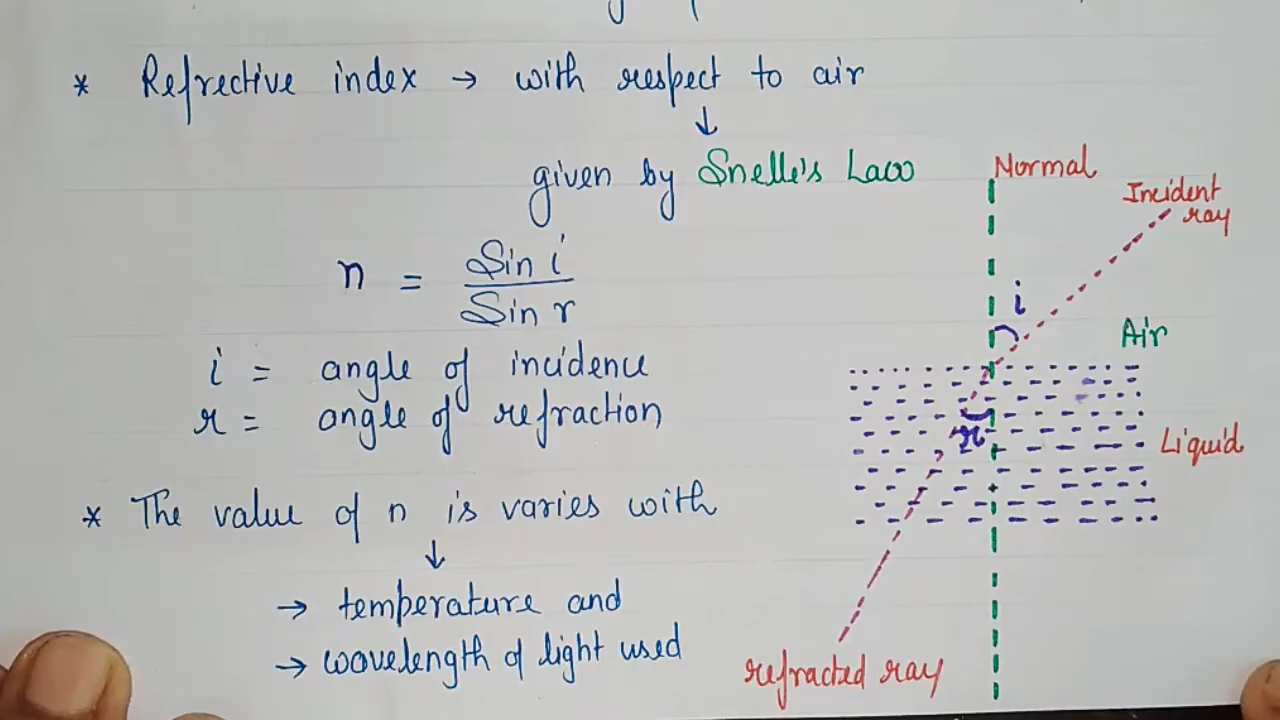 * Refrective index → with respect to air
↓
given by Snelle's Law
n = Sin i / Sin r
i = angle of incidence
r = angle of refraction
* The value of n is varies with
↓
→ temperature and
→ wavelength of light used
Normal
Incident
ray
i
Air
r
Liquid
refracted ray